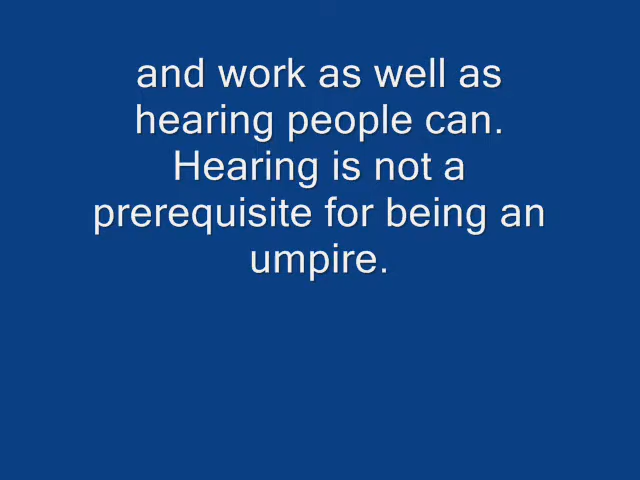 and work as well as
hearing people can.
Hearing is not a
prerequisite for being an
umpire.